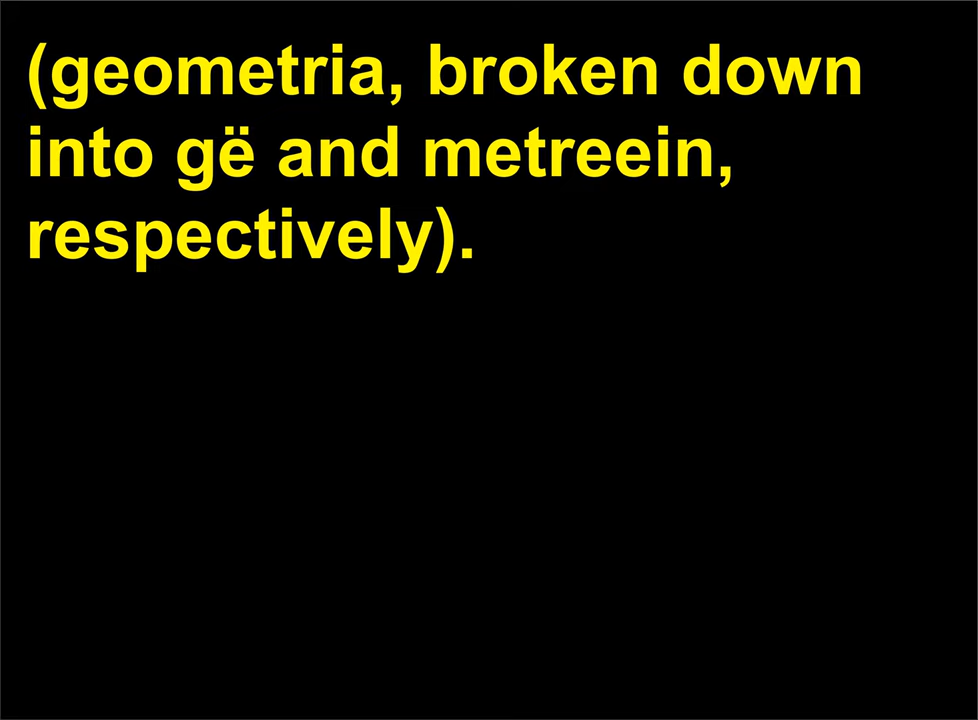 (geometria, broken down
into gë and metreein,
respectively).